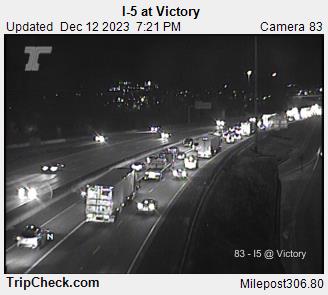 I-5 at Victory
Updated Dec 12 2023 7:21 PM Camera 83
T
N
83 - I5 @ Victory
TripCheck.com Milepost306.80